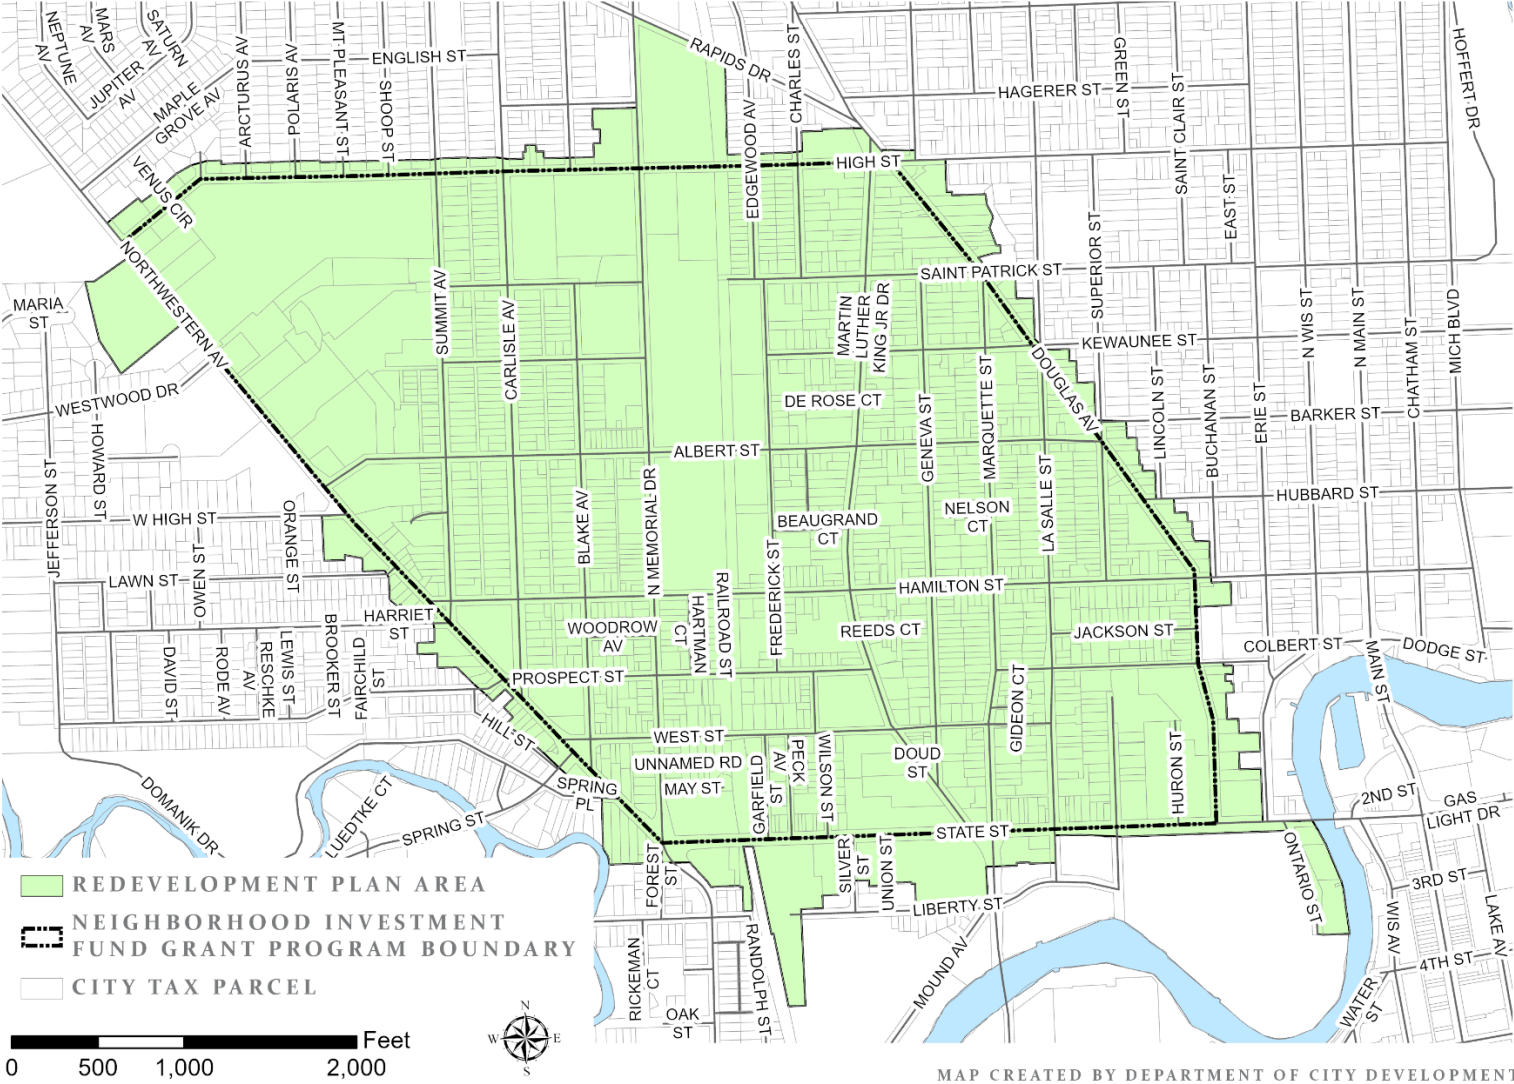 NEPTUNE
AV
MARS
AV
SATURN
AV
JUPITER
AV
MAPLE
GROVE AV
ARCTURUS AV
POLARIS AV
MT PLEASANT ST
SHOOP ST
ENGLISH ST
RAPIDS DR
EDGEWOOD AV
CHARLES ST
HAGERER ST
GREEN ST
SAINT CLAIR ST
EAST ST
HOFFERT DR
VENUS CIR
HIGH ST
NORTHWESTERN AV
MARIA
ST
SUMMIT AV
CARLISLE AV
SAINT PATRICK ST
SUPERIOR ST
MARTIN
LUTHER
KING JR DR
KEWAUNEE ST
N WIS ST
N MAIN ST
CHATHAM ST
MICH BLVD
WESTWOOD DR
DE ROSE CT
GENEVA ST
MARQUETTE ST
DOUGLAS AV
LINCOLN ST
BUCHANAN ST
ERIE ST
BARKER ST
JEFFERSON ST
HOWARD ST
ALBERT ST
W HIGH ST
ORANGE ST
BLAKE AV
N MEMORIAL DR
BEAUGRAND
CT
NELSON
CT
LA SALLE ST
HUBBARD ST
LAWN ST
OWEN ST
FREDERICK ST
HAMILTON ST
HARRIET
ST
WOODROW
AV
HARTMAN
CT
RAILROAD ST
REEDS CT
JACKSON ST
COLBERT ST
MAIN ST
DODGE ST
DAVID ST
RODE AV
RESCHKE
AV
LEWIS ST
BROOKER ST
FAIRCHILD
ST
PROSPECT ST
GIDEON CT
HILL ST
WEST ST
UNNAMED RD
MAY ST
GARFIELD
ST
PECK
AV
WILSON ST
DOUD
ST
HURON ST
DOMANIK DR
LUEDTKE CT
SPRING ST
SPRING
PL
STATE ST
2ND ST
GAS
LIGHT DR
FOREST
ST
SILVER
ST
UNION ST
LIBERTY ST
ONTARIO ST
3RD ST
WIS AV
LAKE AV
RICKEMAN
CT
RANDOLPH ST
MOUND AV
4TH ST
WATER
ST
OAK
ST
REDEVELOPMENT PLAN AREA
NEIGHBORHOOD INVESTMENT
FUND GRANT PROGRAM BOUNDARY
CITY TAX PARCEL
Feet
0 500 1,000 2,000
N
W E
S
MAP CREATED BY DEPARTMENT OF CITY DEVELOPMENT